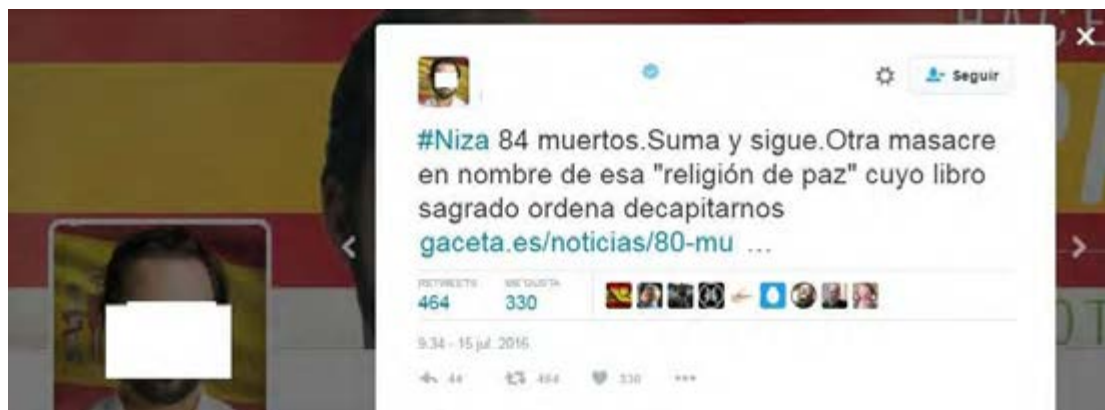 HACE
×
Seguir
#Niza 84 muertos.Suma y sigue.Otra masacre
en nombre de esa "religión de paz" cuyo libro
sagrado ordena decapitarnos
gaceta.es/noticias/80-mu …
RETWEETS ME GUSTA
464 330
9:34 - 15 jul. 2016
44 464 330 •••